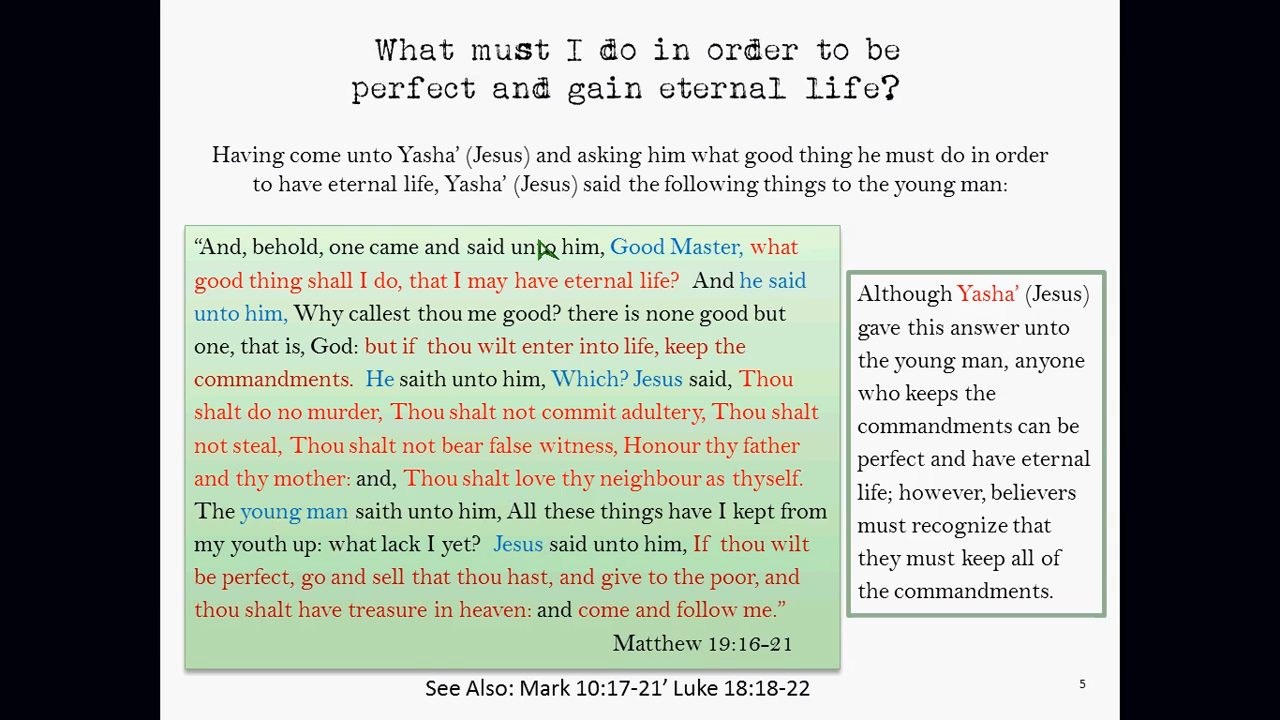 What must I do in order to be
perfect and gain eternal life?
Having come unto Yasha’ (Jesus) and asking him what good thing he must do in order
to have eternal life, Yasha’ (Jesus) said the following things to the young man:
“And, behold, one came and said unto him, Good Master, what
good thing shall I do, that I may have eternal life? And he said
unto him, Why callest thou me good? there is none good but
one, that is, God: but if thou wilt enter into life, keep the
commandments. He saith unto him, Which? Jesus said, Thou
shalt do no murder, Thou shalt not commit adultery, Thou shalt
not steal, Thou shalt not bear false witness, Honour thy father
and thy mother: and, Thou shalt love thy neighbour as thyself.
The young man saith unto him, All these things have I kept from
my youth up: what lack I yet? Jesus said unto him, If thou wilt
be perfect, go and sell that thou hast, and give to the poor, and
thou shalt have treasure in heaven: and come and follow me.”
Matthew 19:16-21
Although Yasha’ (Jesus)
gave this answer unto
the young man, anyone
who keeps the
commandments can be
perfect and have eternal
life; however, believers
must recognize that
they must keep all of
the commandments.
See Also: Mark 10:17-21’ Luke 18:18-22
5